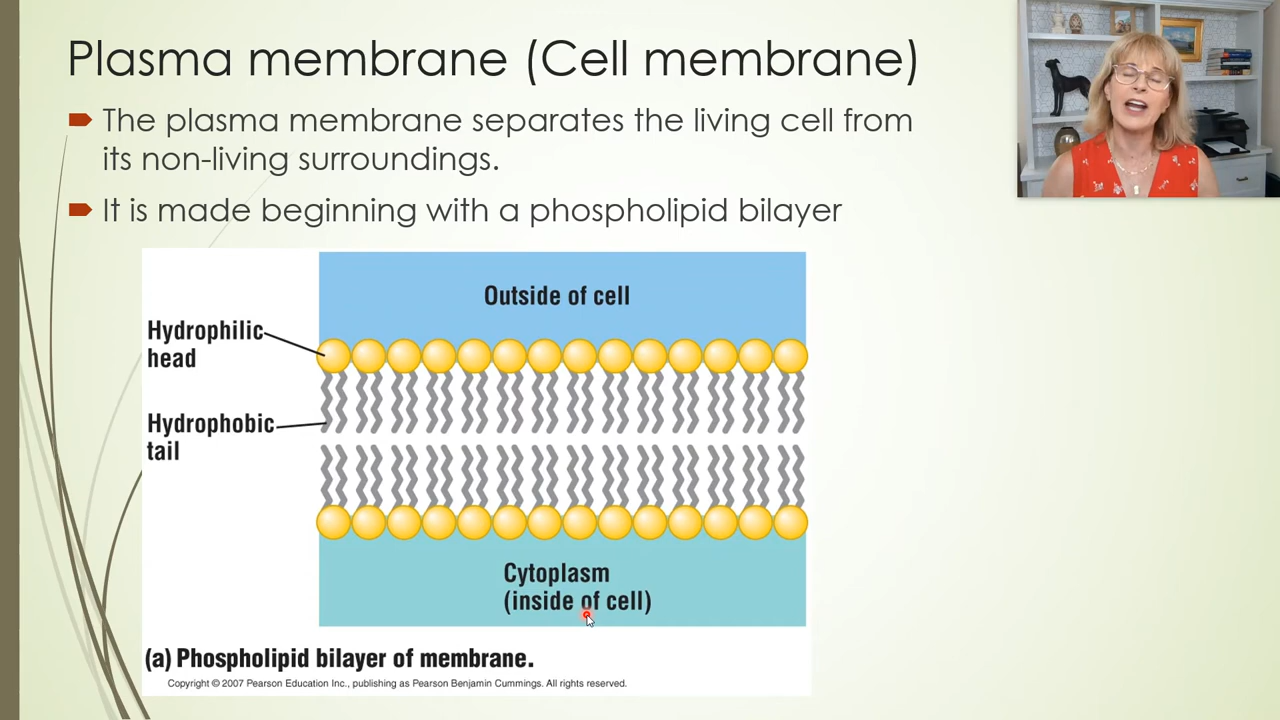 Plasma membrane (Cell membrane)
The plasma membrane separates the living cell from
its non-living surroundings.
It is made beginning with a phospholipid bilayer
Outside of cell
Hydrophilic
head
Hydrophobic
tail
Cytoplasm
(inside of cell)
(a) Phospholipid bilayer of membrane.
Copyright © 2007 Pearson Education Inc., publishing as Pearson Benjamin Cummings. All rights reserved.